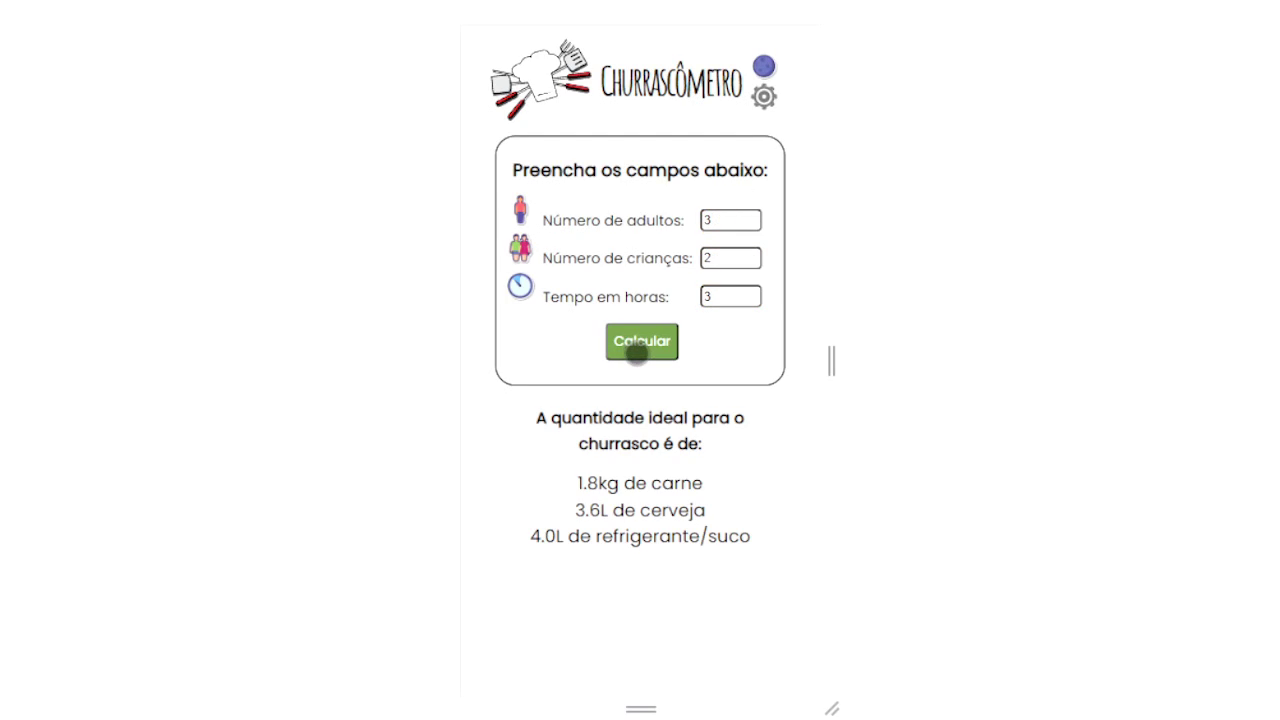 CHURRASCÔMETRO
Preencha os campos abaixo:
Número de adultos: 3
Número de crianças: 2
Tempo em horas: 3
Calcular
A quantidade ideal para o
churrasco é de:
1.8kg de carne
3.6L de cerveja
4.0L de refrigerante/suco